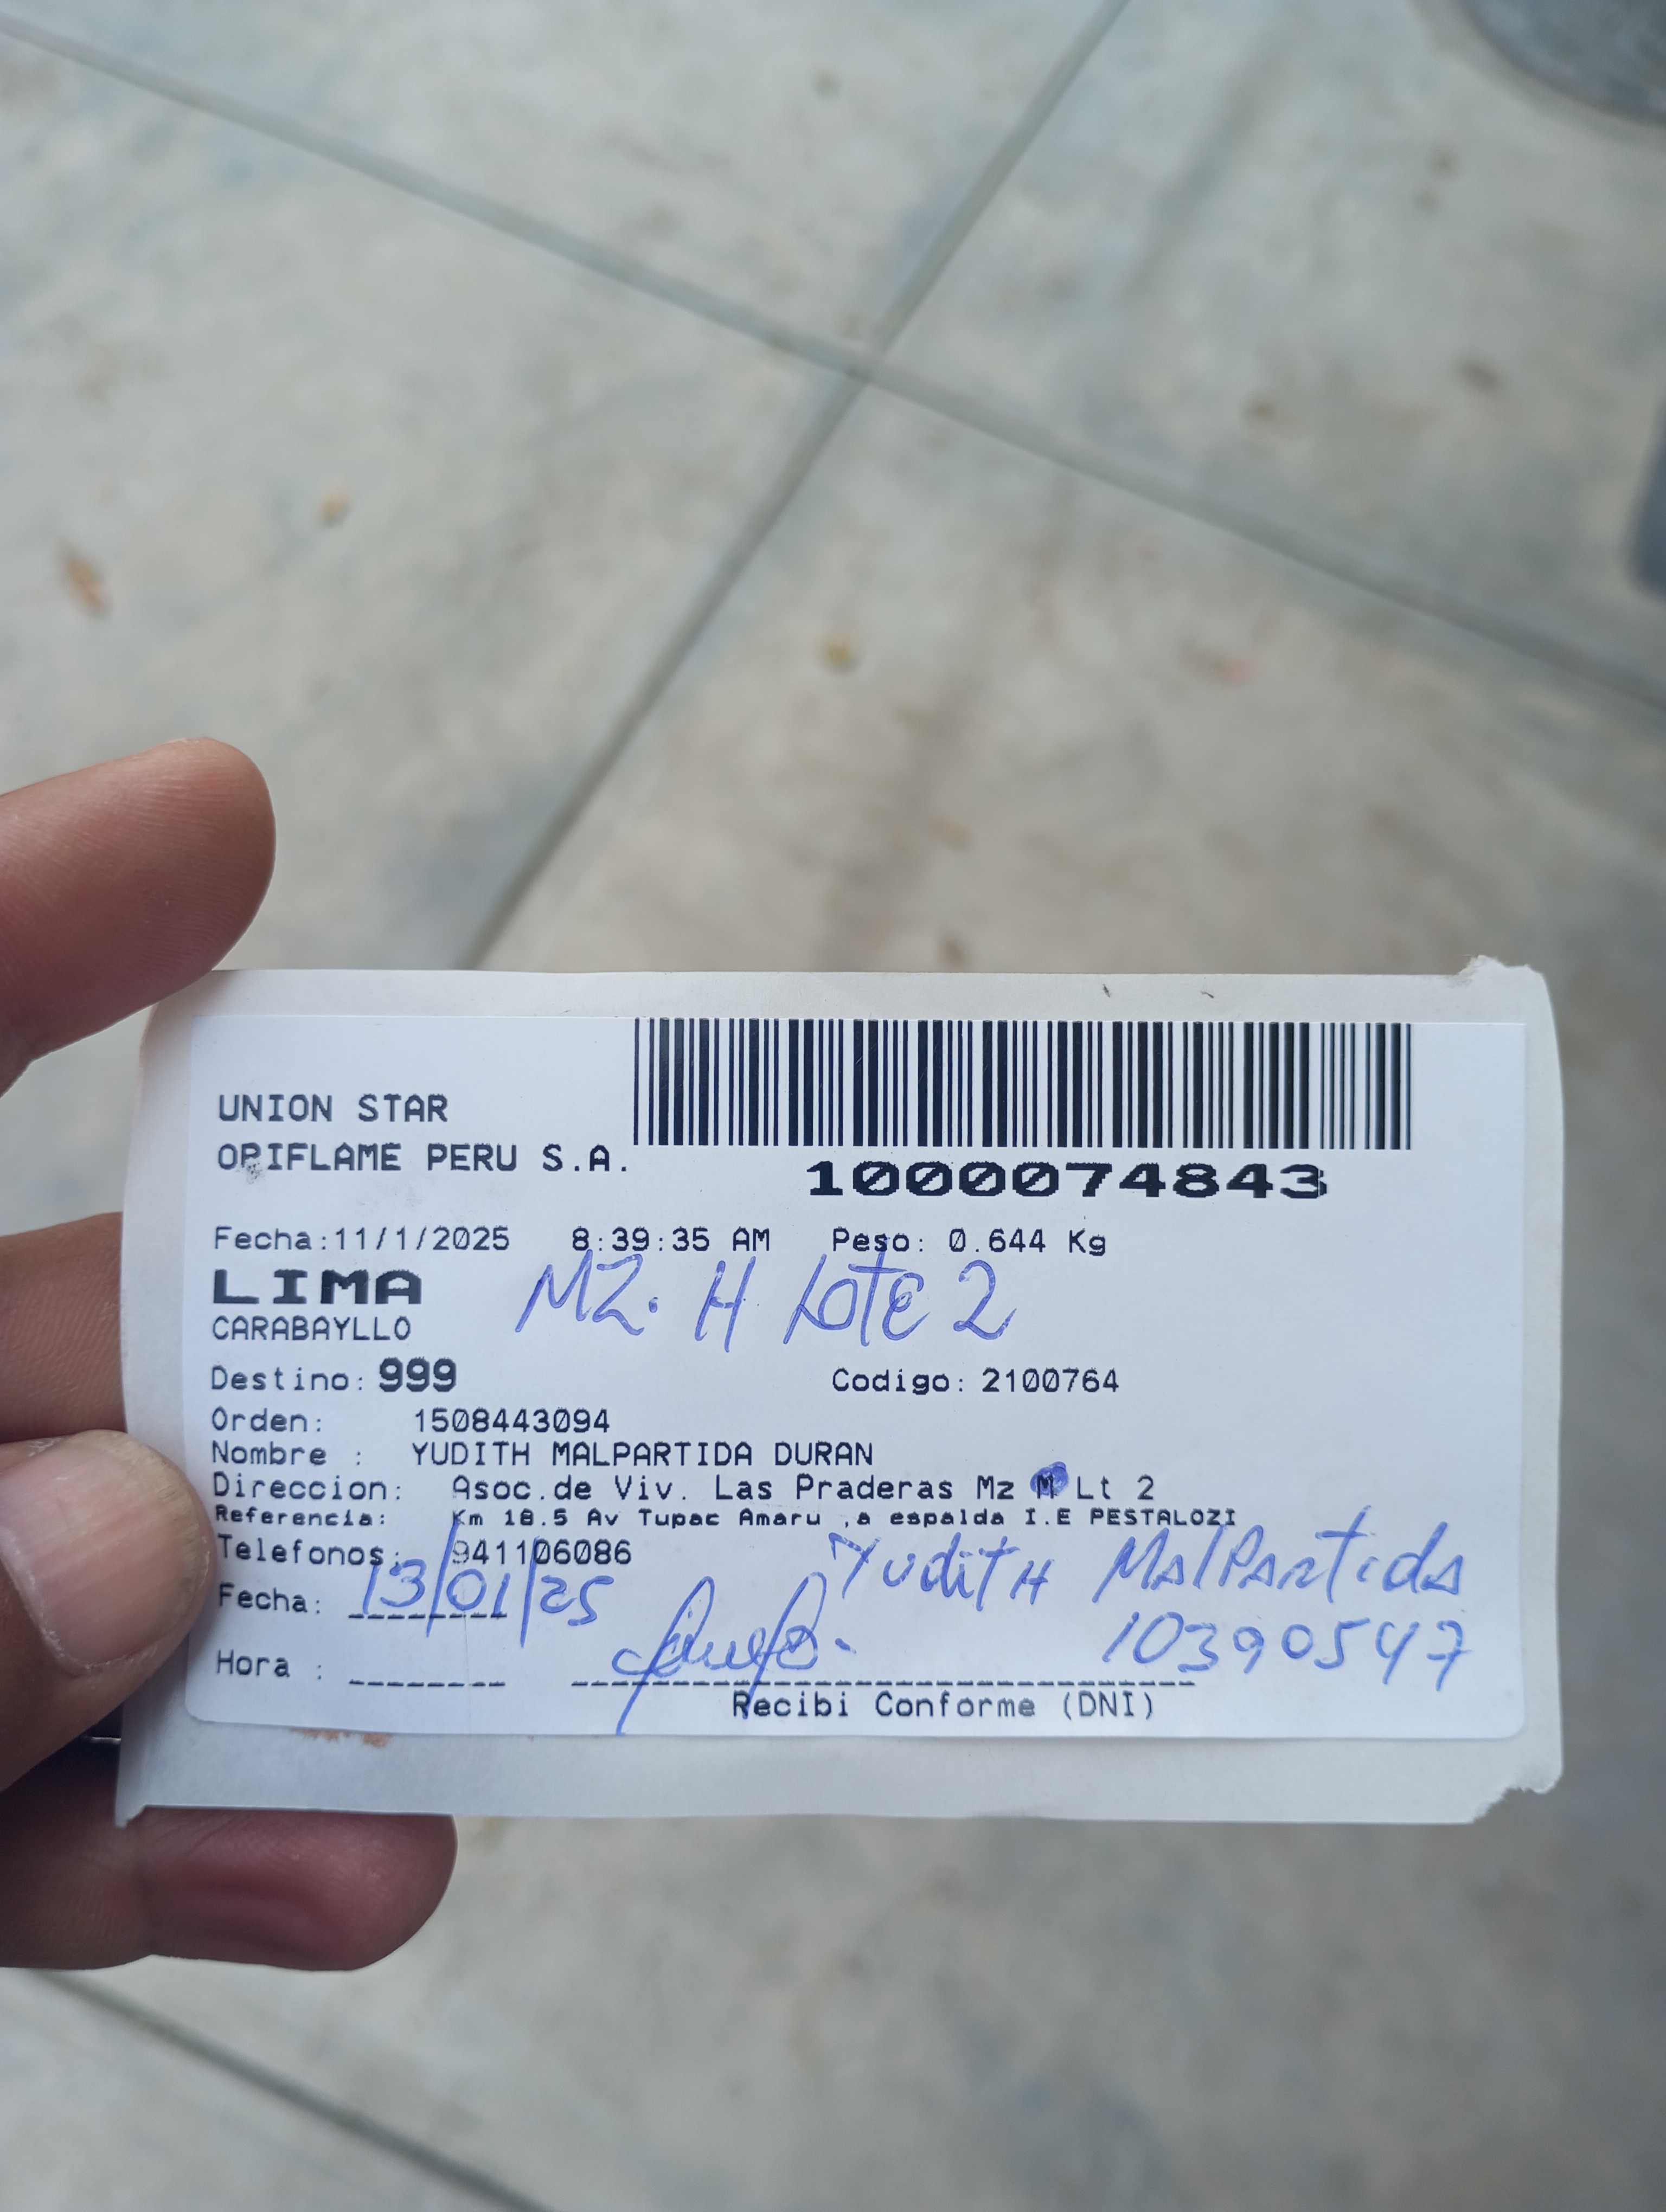 UNION STAR
ORIFLAME PERU S.A.
1000074843
Fecha:11/1/2025 8:39:35 AM Peso: 0.644 Kg
LIMA MZ. H LOTE 2
CARABAYLLO
Destino: 999 Codigo: 2100764
Orden: 1508443094
Nombre : YUDITH MALPARTIDA DURAN
Direccion: Asoc.de Viv. Las Praderas Mz M Lt 2
Referencia: Km 18.5 Av Tupac Amaru ,a espalda I.E PESTALOZI
Telefonos: 941106086
Yudith Malpartida
Fecha: 13/01/25
10390547
Hora :
Recibi Conforme (DNI)